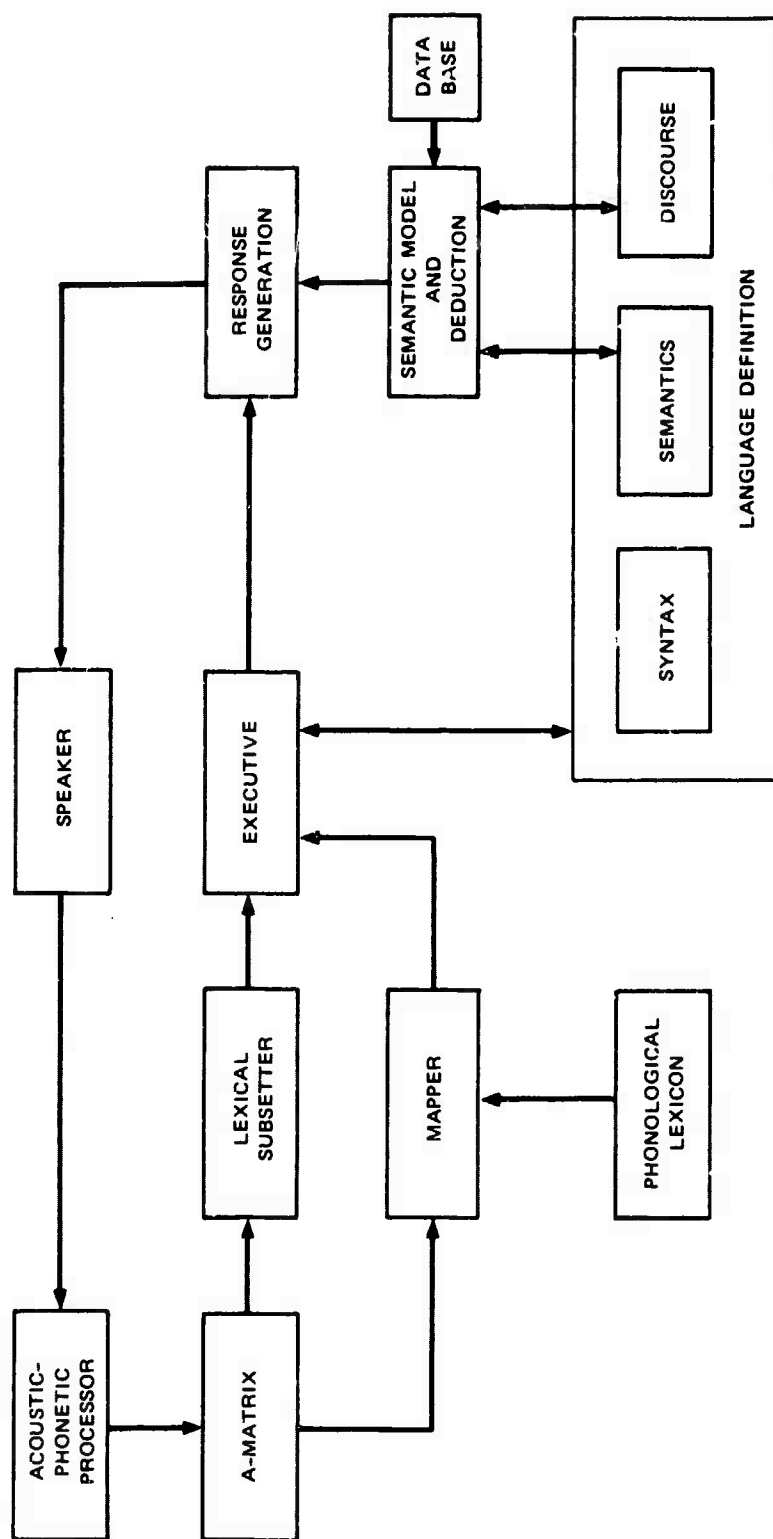 ACOUSTIC-
PHONETIC
PROCESSOR
SPEAKER
RESPONSE
GENERATION
DATA
BASE
A-MATRIX
LEXICAL
SUBSETTER
EXECUTIVE
SEMANTIC MODEL
AND
DEDUCTION
MAPPER
PHONOLOGICAL
LEXICON
SYNTAX
SEMANTICS
DISCOURSE
LANGUAGE DEFINITION